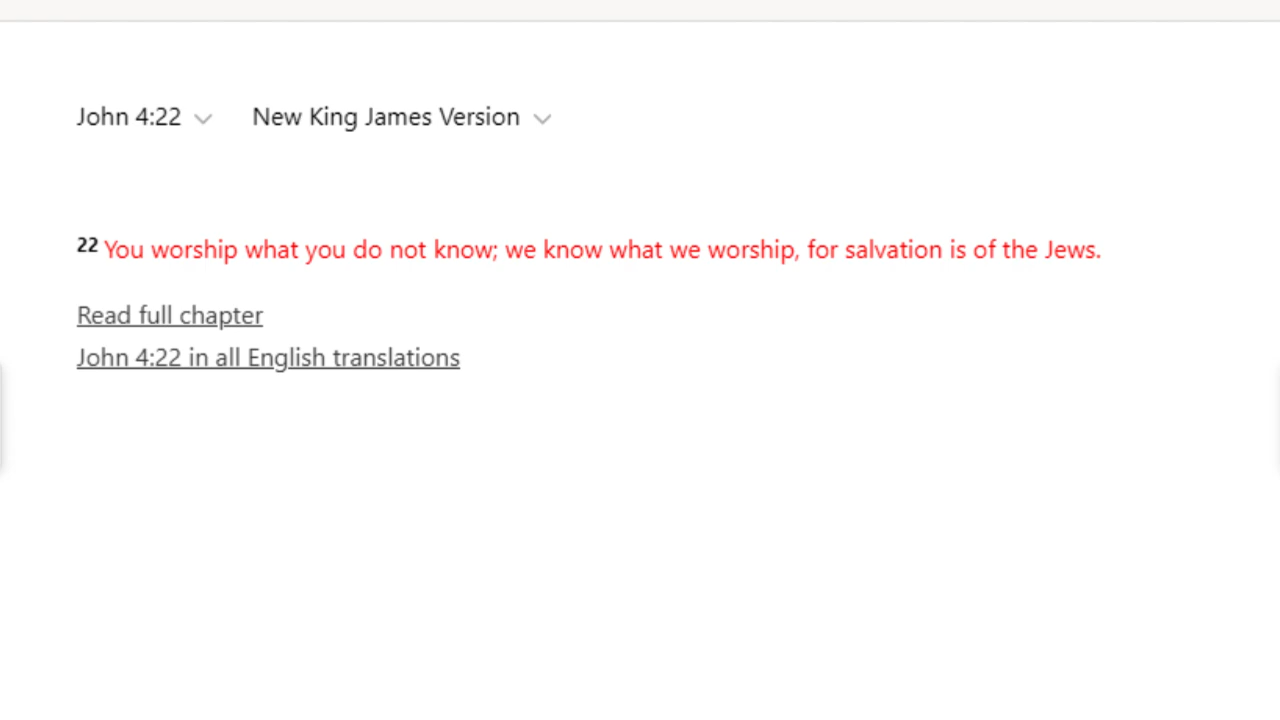 John 4:22 New King James Version
22 You worship what you do not know; we know what we worship, for salvation is of the Jews.
Read full chapter
John 4:22 in all English translations